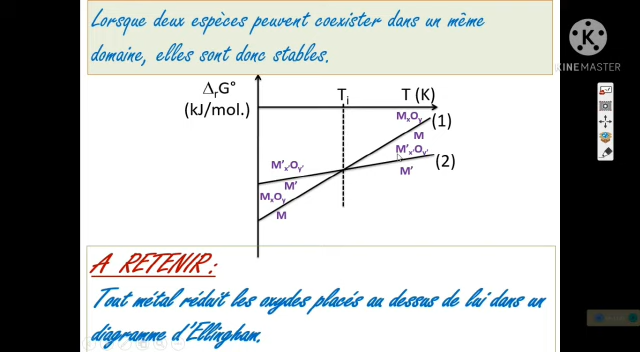 Lorsque deux espèces peuvent coexister dans un même
domaine, elles sont donc stables.
KINEMASTER
ΔrG°
(kJ/mol.)
Ti
T (K)
MxOy
(1)
M
M'x'Oy'
(2)
M'
M'x'Oy'
M'
MxOy
M
A RETENIR:
Tout métal réduit les oxydes placés au dessus de lui dans un
diagramme d'Ellingham.